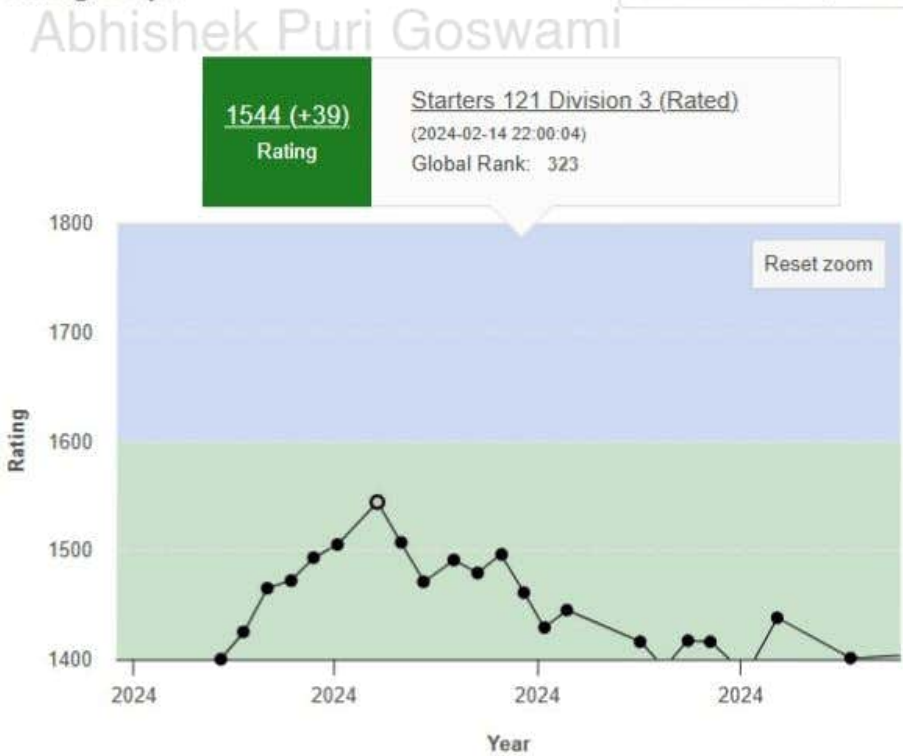 Abhishek Puri Goswami
1544 (+39)
Rating
Starters 121 Division 3 (Rated)
(2024-02-14 22:00:04)
Global Rank: 323
1800
Reset zoom
1700
1600
1500
1400
Rating
2024 2024 2024 2024
Year